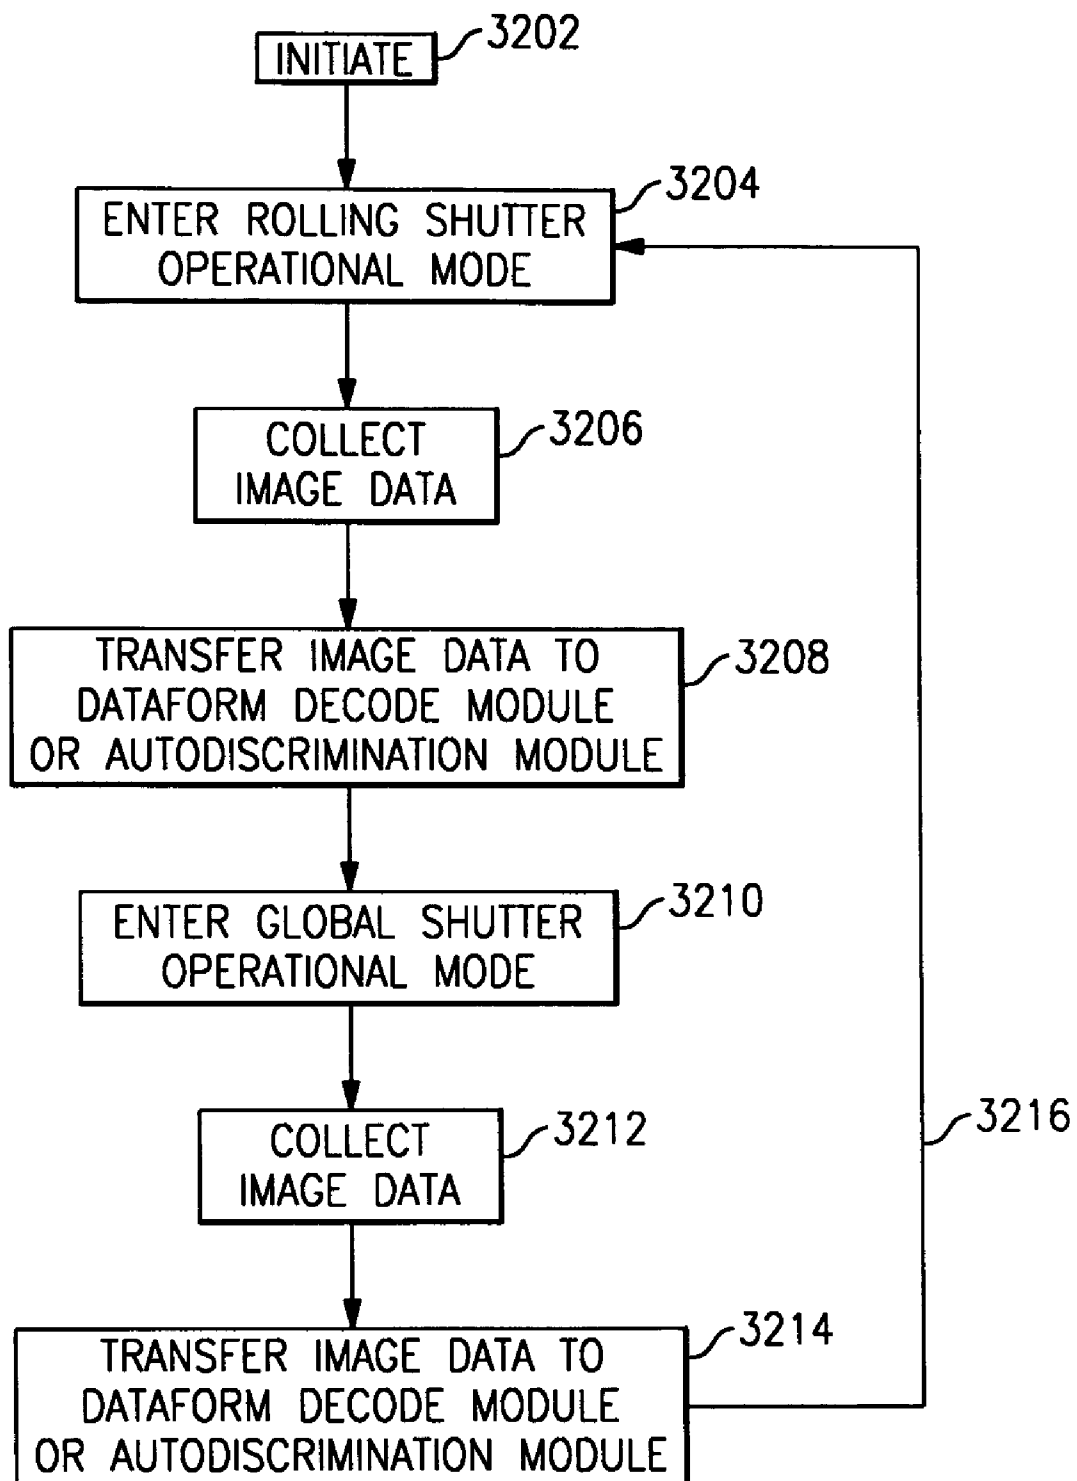 INITIATE
3202
ENTER ROLLING SHUTTER
OPERATIONAL MODE
3204
COLLECT
IMAGE DATA
3206
TRANSFER IMAGE DATA TO
DATAFORM DECODE MODULE
OR AUTODISCRIMINATION MODULE
3208
ENTER GLOBAL SHUTTER
OPERATIONAL MODE
3210
COLLECT
IMAGE DATA
3212
3216
TRANSFER IMAGE DATA TO
DATAFORM DECODE MODULE
OR AUTODISCRIMINATION MODULE
3214